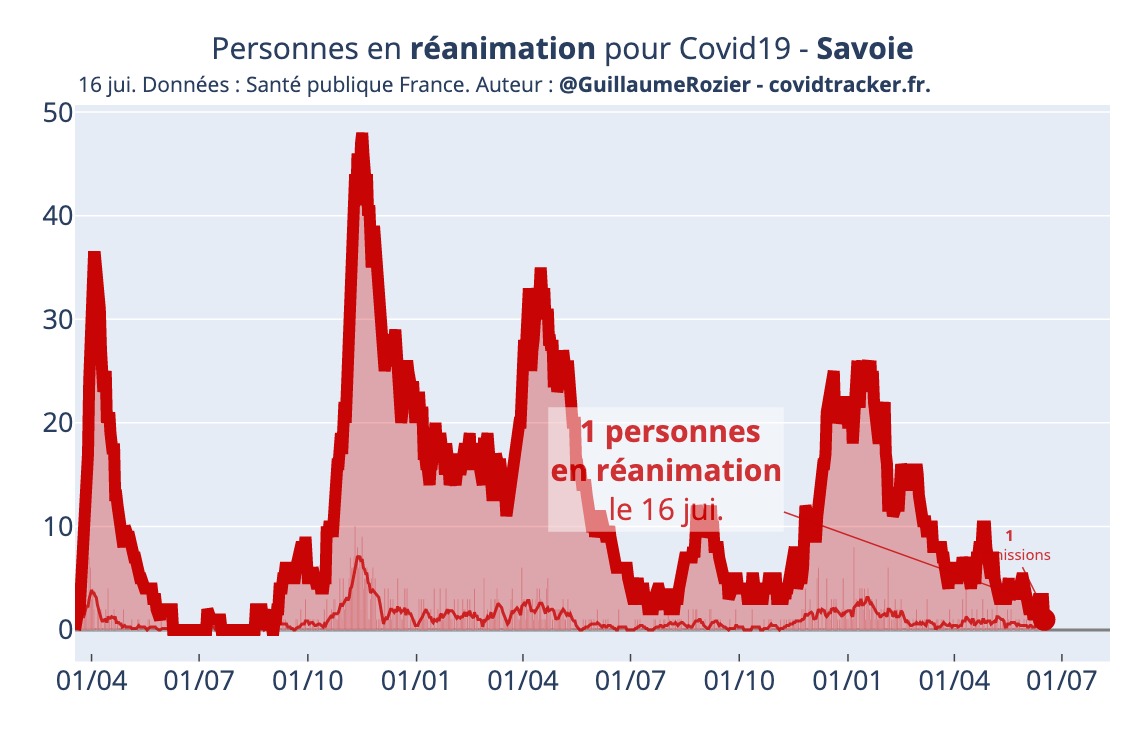 Personnes en réanimation pour Covid19 - Savoie
16 jui. Données : Santé publique France. Auteur : @GuillaumeRozier - covidtracker.fr.
50
40
30
20
10
0
1 personnes
en réanimation
le 16 jui.
1
01/04 01/07 01/10 01/01 01/04 01/07 01/10 01/01 01/04 01/07